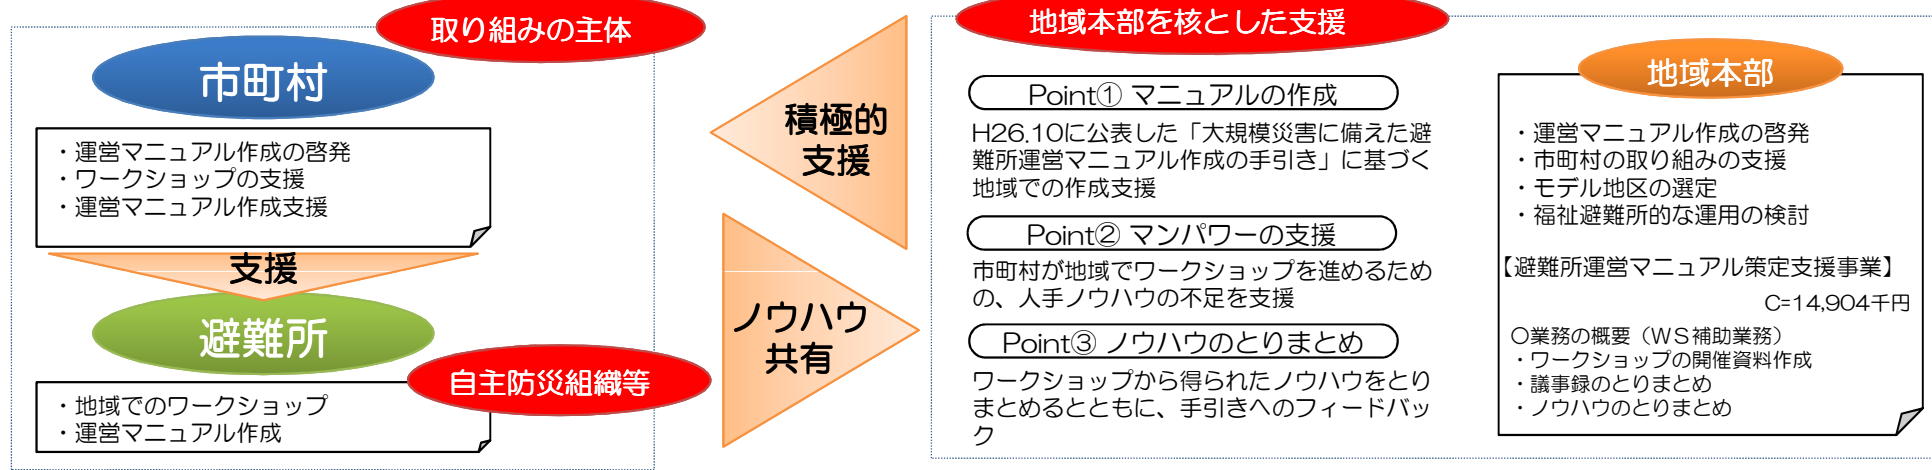 取り組みの主体
市町村
・運営マニュアル作成の啓発
・ワークショップの支援
・運営マニュアル作成支援
支援
避難所
自主防災組織等
・地域でのワークショップ
・運営マニュアル作成
積極的
支援
ノウハウ
共有
地域本部を核とした支援
Point① マニュアルの作成
H26.10に公表した「大規模災害に備えた避
難所運営マニュアル作成の手引き」に基づく
地域での作成支援
Point② マンパワーの支援
市町村が地域でワークショップを進めるため
の、人手ノウハウの不足を支援
Point③ ノウハウのとりまとめ
ワークショップから得られたノウハウをとり
まとめるとともに、手引きへのフィードバッ
ク
地域本部
・運営マニュアル作成の啓発
・市町村の取り組みの支援
・モデル地区の選定
・福祉避難所的な運用の検討
【避難所運営マニュアル策定支援事業】
C=14,904千円
〇業務の概要（WS補助業務）
・ワークショップの開催資料作成
・議事録のとりまとめ
・ノウハウのとりまとめ